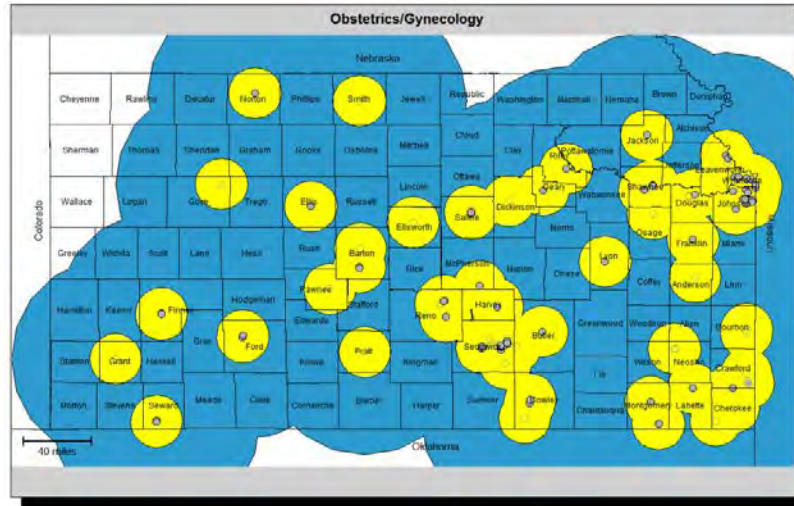 Obstetrics/Gynecology
Nebraska
Cheyenne Rawlins Decatur Norton Phillips Smith Jewell Republic Washington Marshall Nemaha Brown Doniphan
Sherman Thomas Sheridan Graham Rooks Osborne Mitchell Cloud Clay Riley Pottawatomie Jackson Atchison
Jefferson Leavenworth
Wallace Logan Gove Trego Ellis Russell Lincoln Ottawa
Ellsworth Saline Dickinson Geary Wabaunsee Shawnee Douglas Johnson
Greeley Wichita Scott Lane Ness Rush Barton Rice McPherson Marion Morris Chase Lyon Osage Franklin Miami
Colorado
Missouri
Hamilton Kearny Finney Hodgeman Pawnee Stafford Reno Harvey Coffey Anderson Linn
Gray Ford Edwards Sedgwick Butler Greenwood Woodson Allen Bourbon
Stanton Grant Haskell Kiowa Pratt Kingman Elk Wilson Neosho Crawford
Morton Stevens Seward Meade Clark Comanche Barber Harper Sumner Cowley Chautauqua Montgomery Labette Cherokee
40 miles
Oklahoma